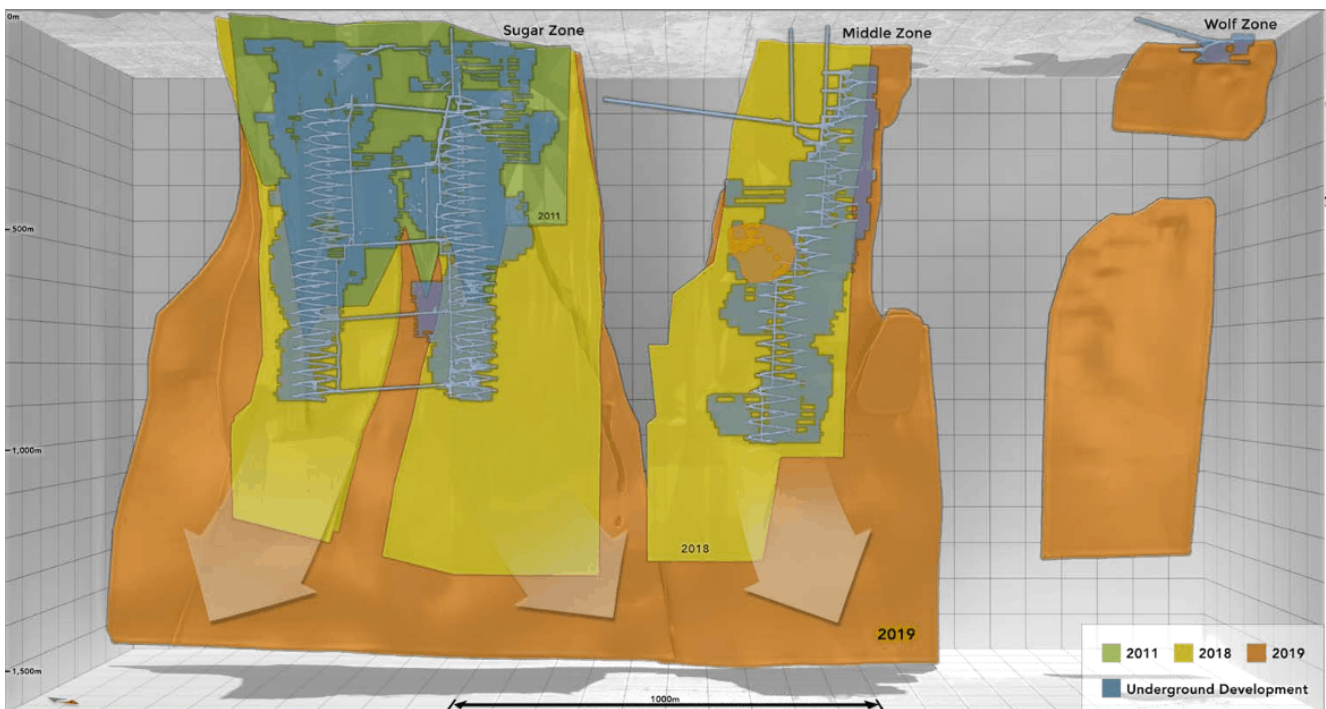 0m
Sugar Zone
Middle Zone
Wolf Zone
2011
500m
1,000m
2018
2019
1,500m
1000m
2011 2018 2019
Underground Development